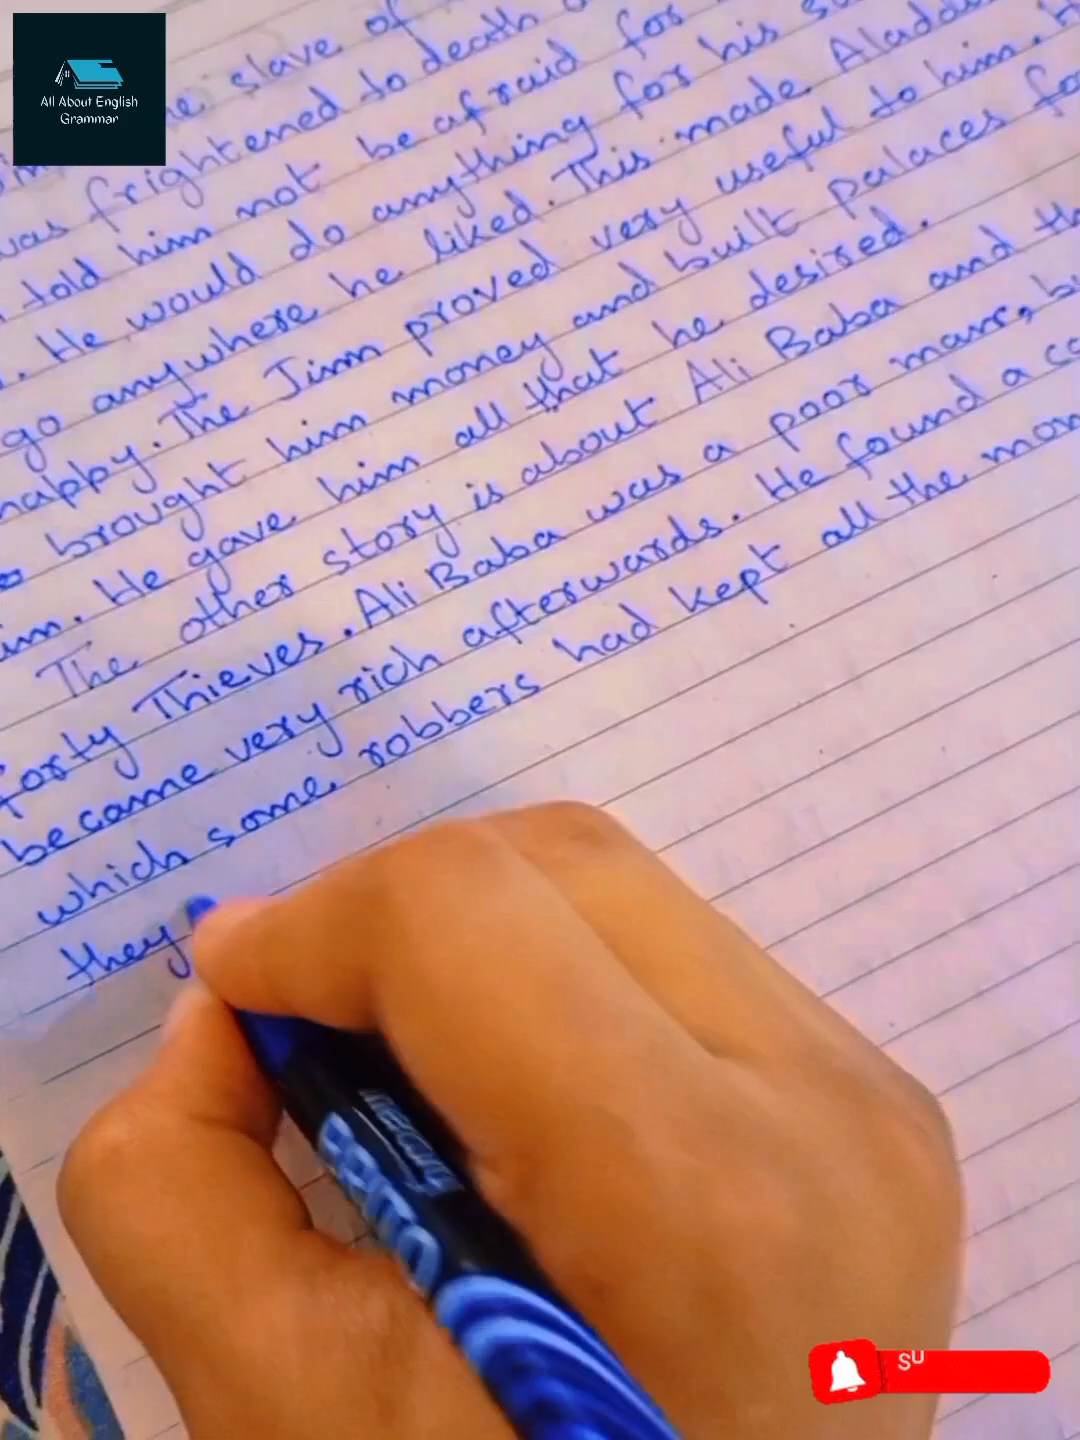 All About English
Grammar
slave of
was frightened to death
told him not be afraid for
He would do anything for his
go anywhere he liked. This made Aladdin
happy. The Jinn proved very useful to him.
brought him money and built palaces for
him. He gave him all that he desired.
The other story is about Ali Baba and
forty Thieves. Ali Baba was a poor man,
became very rich afterwards. He found a
which some robbers had kept all the
they
CELLO
SU